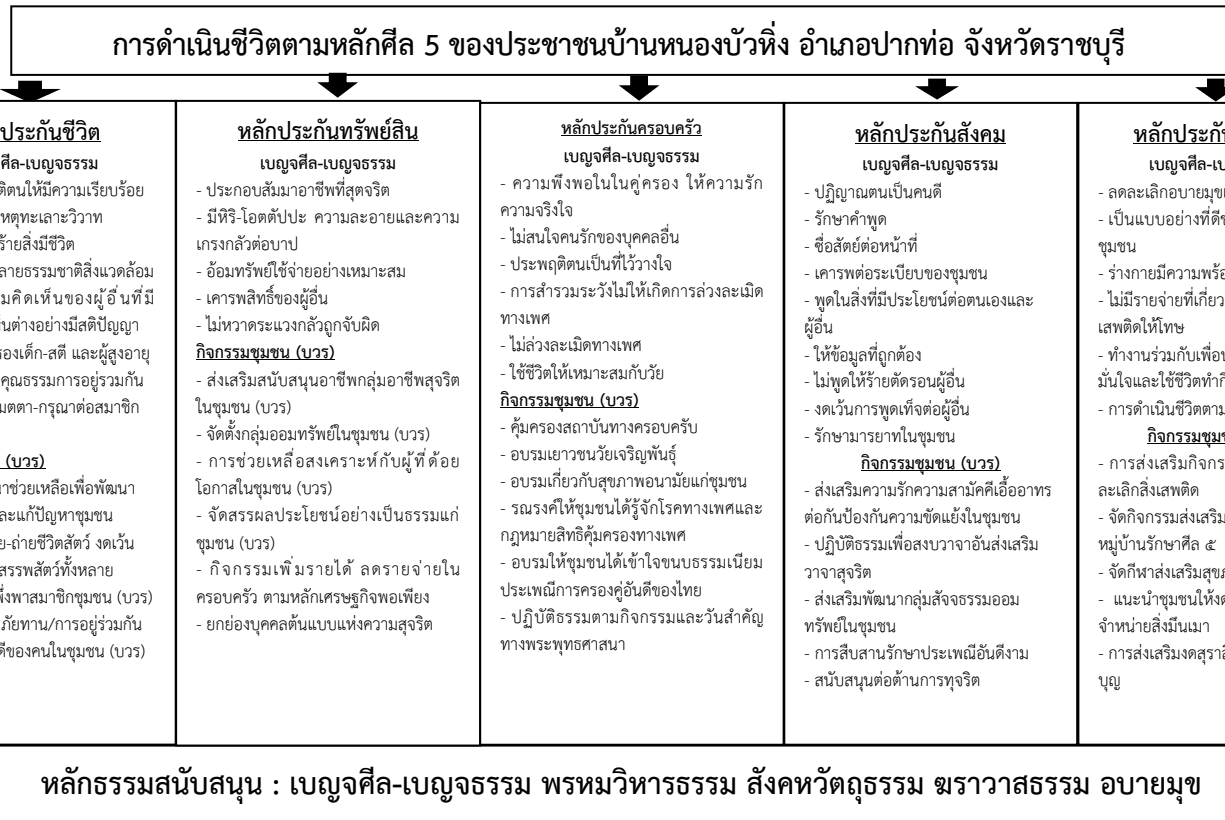 การดำเนินชีวิตตามหลักศีล 5 ของประชาชนบ้านหนองบัวหิ่ง อำเภอปากท่อ จังหวัดราชบุรี
ประกันชีวิต
ศีล-เบญจธรรม
ติตนให้มีความเรียบร้อย
หตุทะเลาะวิวาท
ร้ายสิ่งมีชีวิต
ลายธรรมชาติสิ่งแวดล้อม
มคิดเห็นของผู้อื่นที่มี
็นต่างอย่างมีสติปัญญา
รองเด็ก-สตี และผู้สูงอายุ
คุณธรรมการอยู่รวมกัน
มตตา-กรุณาต่อสมาชิก
(บวร)
าช่วยเหลือเพื่อพัฒนา
ละแก้ปัญหาชุมชน
ย-ถ่ายชีวิตสัตว์ งดเว้น
สรรพสัตว์ทั้งหลาย
พึ่งพาสมาชิกชุมชน (บวร)
ภัยทาน/การอยู่ร่วมกัน
ดีของคนในชุมชน (บวร)
หลักประกันทรัพย์สิน
เบญจศีล-เบญจธรรม
- ประกอบสัมมาอาชีพที่สุตจริต
- มีหิริ-โอตตัปปะ ความละอายและความ
เกรงกลัวต่อบาป
- อ้อมทรัพย์ใช้จ่ายอย่างเหมาะสม
- เคารพสิทธิ์ของผู้อื่น
- ไม่หวาดระแวงกลัวถูกจับผิด
กิจกรรมชุมชน (บวร)
- ส่งเสริมสนับสนุนอาชีพกลุ่มอาชีพสุจริต
ในชุมชน (บวร)
- จัดตั้งกลุ่มออมทรัพย์ในชุมชน (บวร)
- การช่วยเหลือสงเคราะห์กับผู้ที่ด้อย
โอกาสในชุมชน (บวร)
- จัดสรรผลประโยชน์อย่างเป็นธรรมแก่
ชุมชน (บวร)
- กิจกรรมเพิ่มรายได้ ลดรายจ่ายใน
ครอบครัว ตามหลักเศรษฐกิจพอเพียง
- ยกย่องบุคคลต้นแบบแห่งความสุจริต
หลักประกันครอบครัว
เบญจศีล-เบญจธรรม
- ความพึงพอในในคู่ครอง ให้ความรัก
ความจริงใจ
- ไม่สนใจคนรักของบุคคลอื่น
- ประพฤติตนเป็นที่ไว้วางใจ
- การสำรวมระวังไม่ให้เกิดการล่วงละเมิด
ทางเพศ
- ไม่ล่วงละเมิดทางเพศ
- ใช้ชีวิตให้เหมาะสมกับวัย
กิจกรรมชุมชน (บวร)
- คุ้มครองสถาบันทางครอบครับ
- อบรมเยาวชนวัยเจริญพันธุ์
- อบรมเกี่ยวกับสุขภาพอนามัยแก่ชุมชน
- รณรงค์ให้ชุมชนได้รู้จักโรคทางเพศและ
กฎหมายสิทธิคุ้มครองทางเพศ
- อบรมให้ชุมชนได้เข้าใจขนบธรรมเนียม
ประเพณีการครองคู่อันดีของไทย
- ปฏิบัติธรรมตามกิจกรรมและวันสำคัญ
ทางพระพุทธศาสนา
หลักประกันสังคม
เบญจศีล-เบญจธรรม
- ปฏิญาณตนเป็นคนดี
- รักษาคำพูด
- ซื่อสัตย์ต่อหน้าที่
- เคารพต่อระเบียบของชุมชน
- พูดในสิ่งที่มีประโยชน์ต่อตนเองและ
ผู้อื่น
- ให้ข้อมูลที่ถูกต้อง
- ไม่พูดให้ร้ายตัดรอนผู้อื่น
- งดเว้นการพูดเท็จต่อผู้อื่น
- รักษามารยาทในชุมชน
กิจกรรมชุมชน (บวร)
- ส่งเสริมความรักความสามัคคีเอื้ออาทร
ต่อกันป้องกันความขัดแย้งในชุมชน
- ปฏิบัติธรรมเพื่อสงบวาจาอันส่งเสริม
วาจาสุจริต
- ส่งเสริมพัฒนากลุ่มสัจจธรรมออม
ทรัพย์ในชุมชน
- การสืบสานรักษาประเพณีอันดีงาม
- สนับสนุนต่อต้านการทุจริต
หลักประกัน
เบญจศีล-เบ
- ลดละเลิกอบายมุข
- เป็นแบบอย่างที่ดี
ชุมชน
- ร่างกายมีความพร้อ
- ไม่มีรายจ่ายที่เกี่ยว
เสพติดให้โทษ
- ทำงานร่วมกับเพื่อน
มั่นใจและใช้ชีวิตทำกิ
- การดำเนินชีวิตตาม
กิจกรรมชุมช
- การส่งเสริมกิจกร
ละเลิกสิ่งเสพติด
- จัดกิจกรรมส่งเสริม
หมู่บ้านรักษาศีล ๕
- จัดกีฬาส่งเสริมสุข
- แนะนำชุมชนให้งด
จำหน่ายสิ่งมึนเมา
- การส่งเสริมงดสุรา
บุญ
หลักธรรมสนับสนุน : เบญจศีล-เบญจธรรม พรหมวิหารธรรม สังคหวัตถุธรรม ฆราวาสธรรม อบายมุข